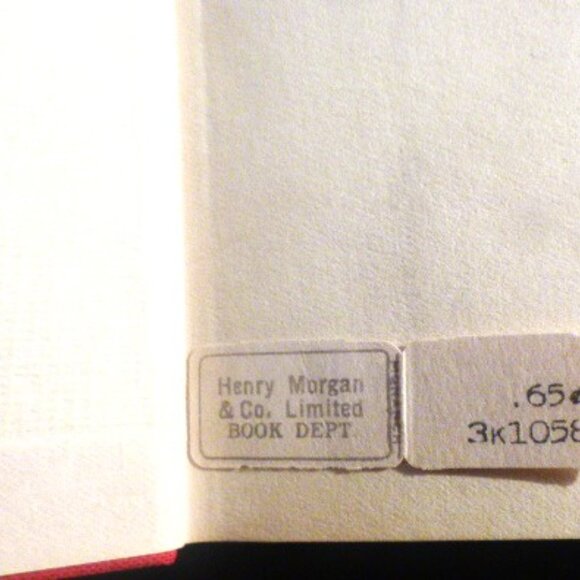 Henry Morgan
& Co. Limited
BOOK DEPT.
.65¢
3K1058